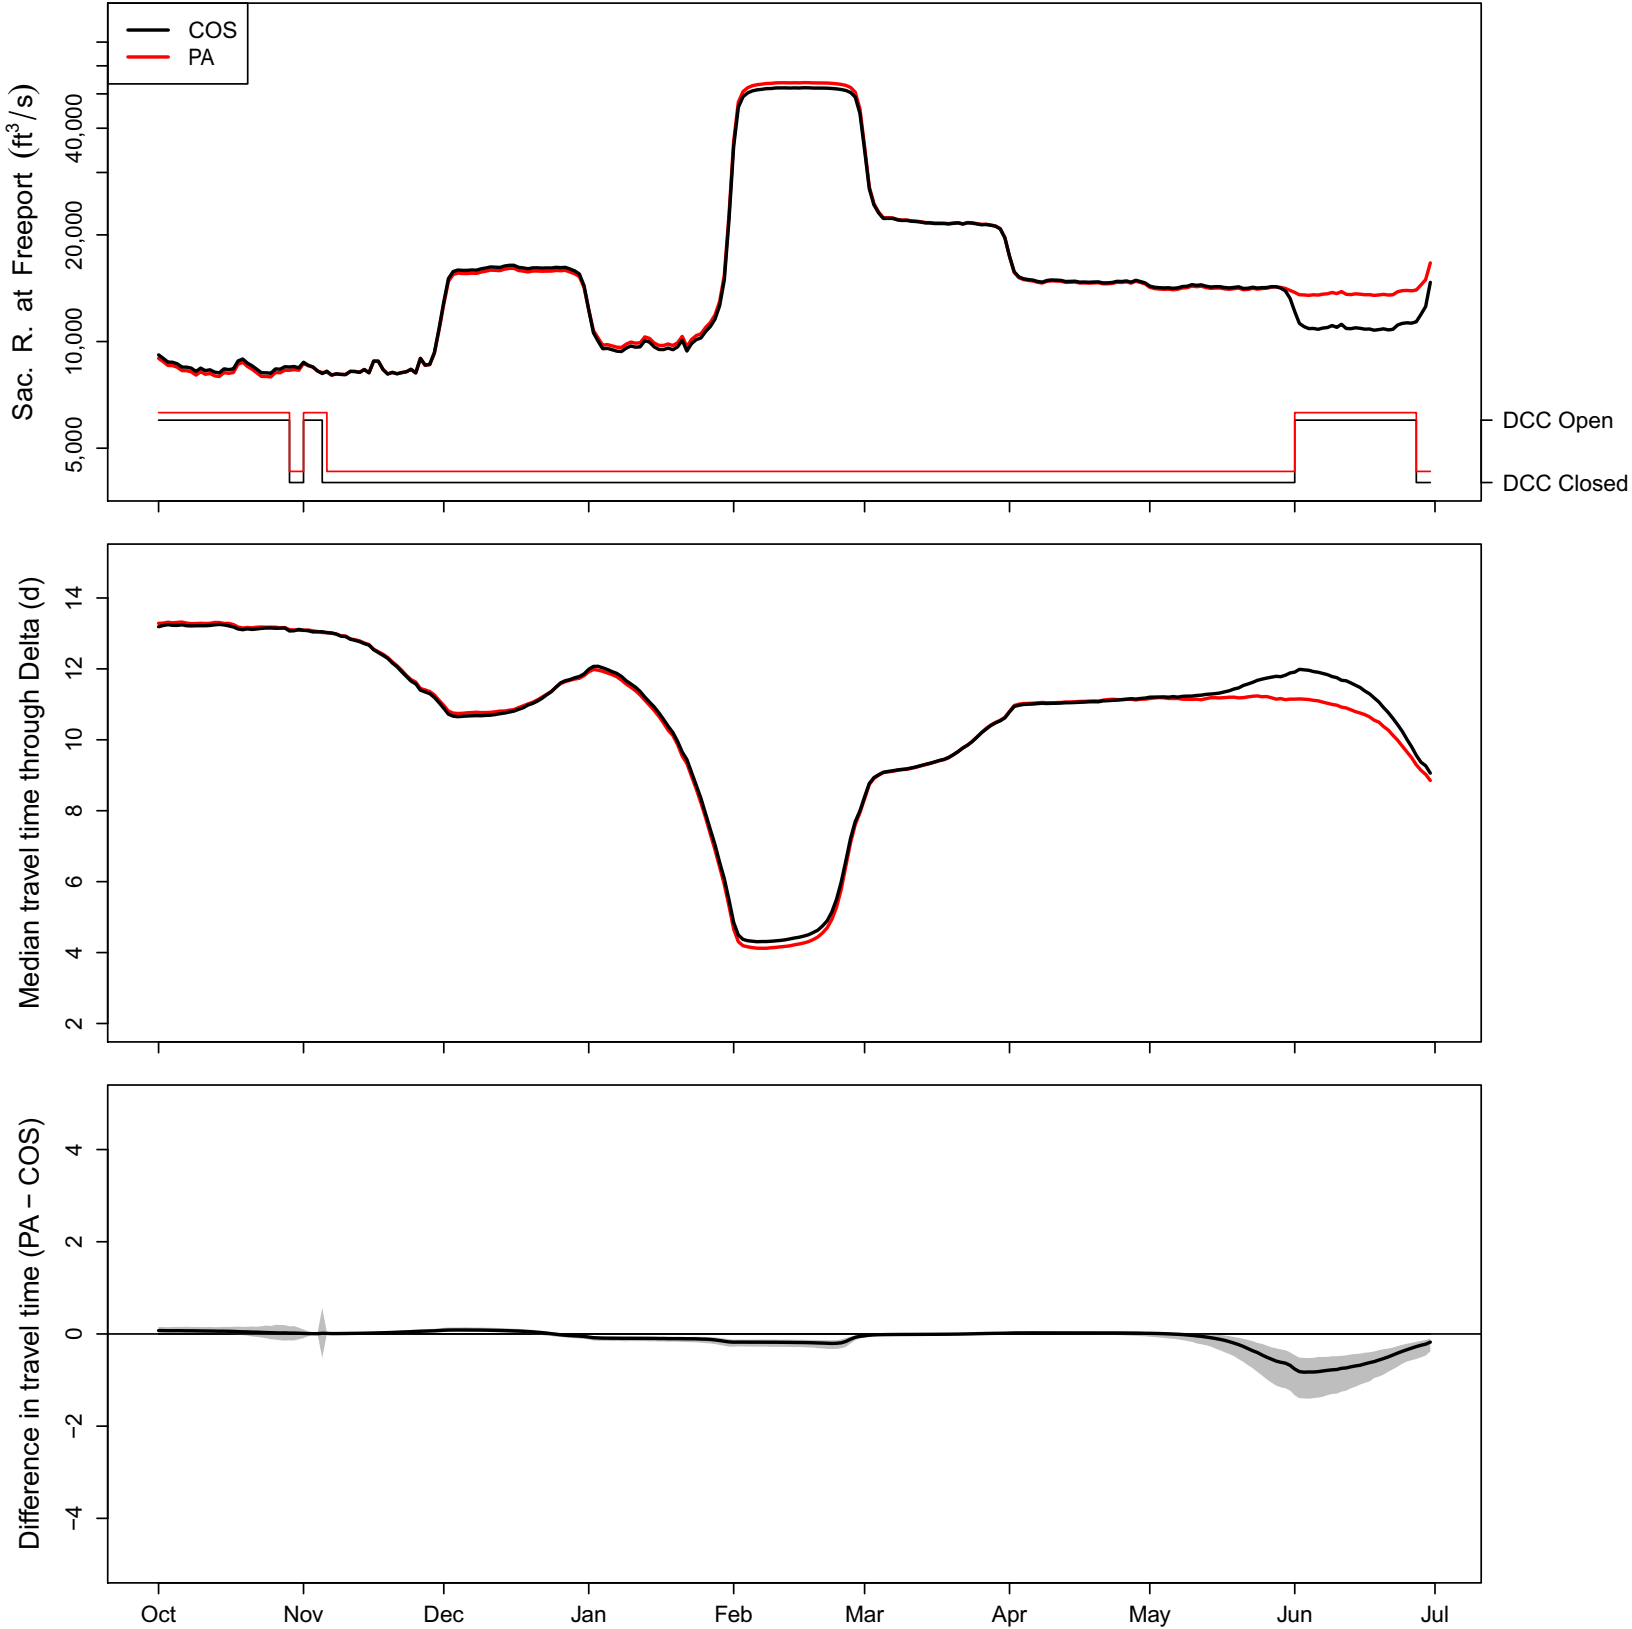 COS
PA
Sac. R. at Freeport (ft³/s)
40,000
20,000
10,000
5,000
DCC Open
DCC Closed
Median travel time through Delta (d)
14
12
10
8
6
4
2
Difference in travel time (PA − COS)
4
2
0
−2
−4
Oct Nov Dec Jan Feb Mar Apr May Jun Jul